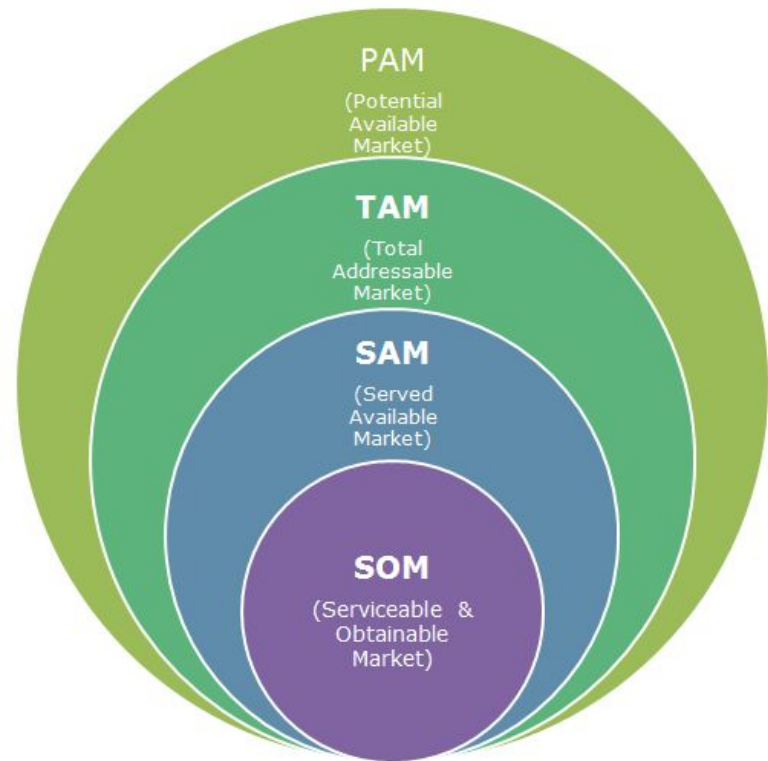 PAM
(Potential
Available
Market)
TAM
(Total
Addressable
Market)
SAM
(Served
Available
Market)
SOM
(Serviceable &
Obtainable
Market)